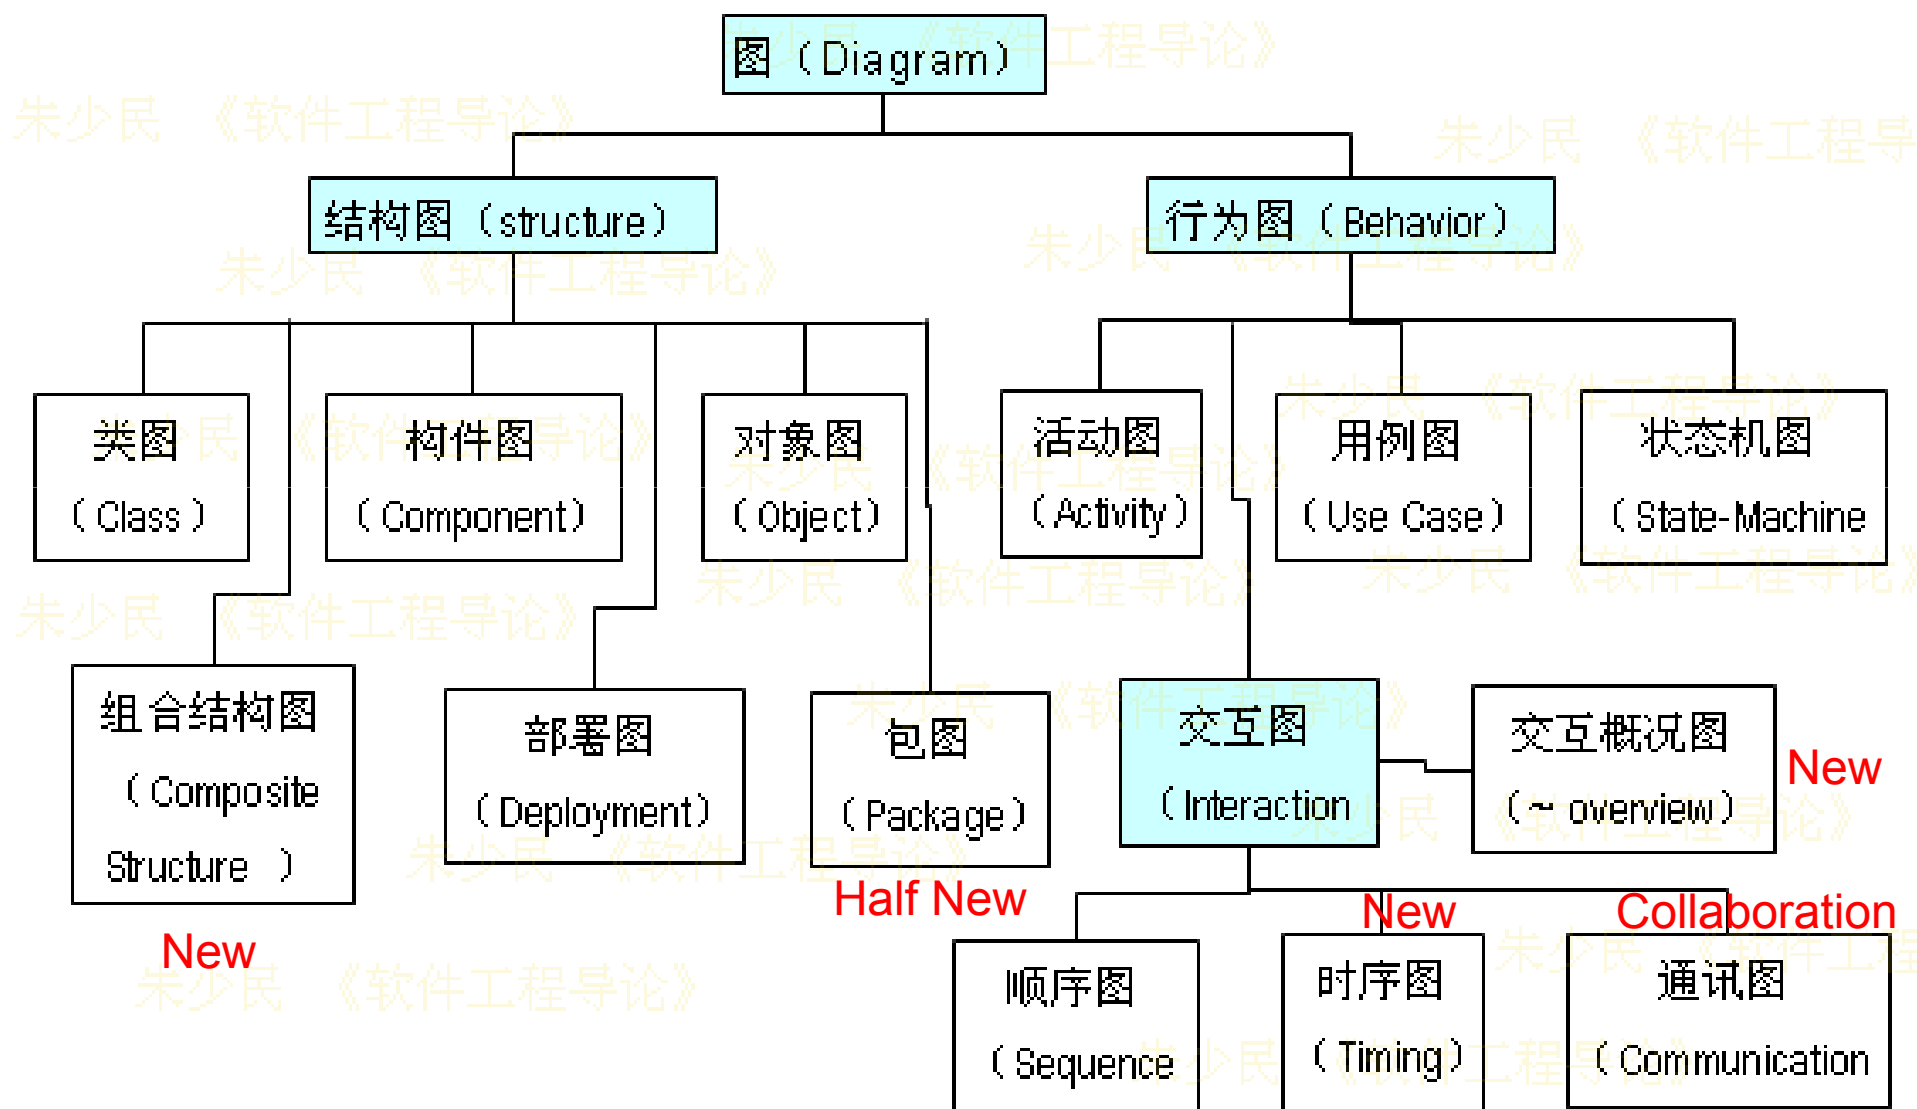 图（Diagram）
朱少民 《软件工程导论》
结构图（structure）
行为图（Behavior）
类图
（Class）
构件图
（Component）
对象图
（Object）
活动图
（Activity）
用例图
（Use Case）
状态机图
（State-Machine
组合结构图
（Composite
Structure ）
New
部署图
（Deployment）
包图
（Package）
Half New
交互图
（Interaction
交互概况图
（~ overview）
New
顺序图
（Sequence
New
时序图
（Timing）
Collaboration
通讯图
（Communication